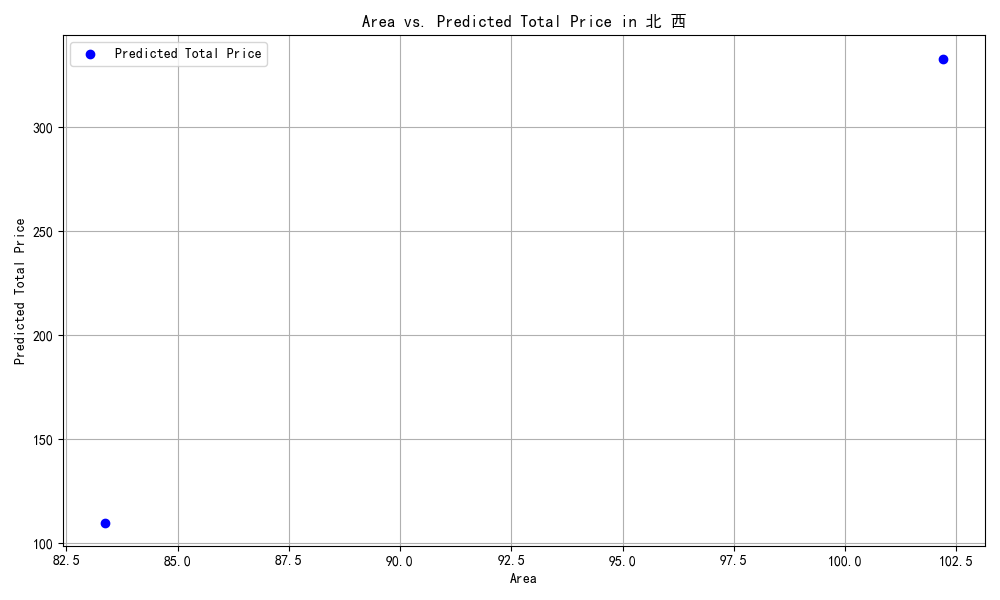 Area vs. Predicted Total Price in 北 西
Predicted Total Price
Predicted Total Price
300
250
200
150
100
82.5 85.0 87.5 90.0 92.5 95.0 97.5 100.0 102.5
Area